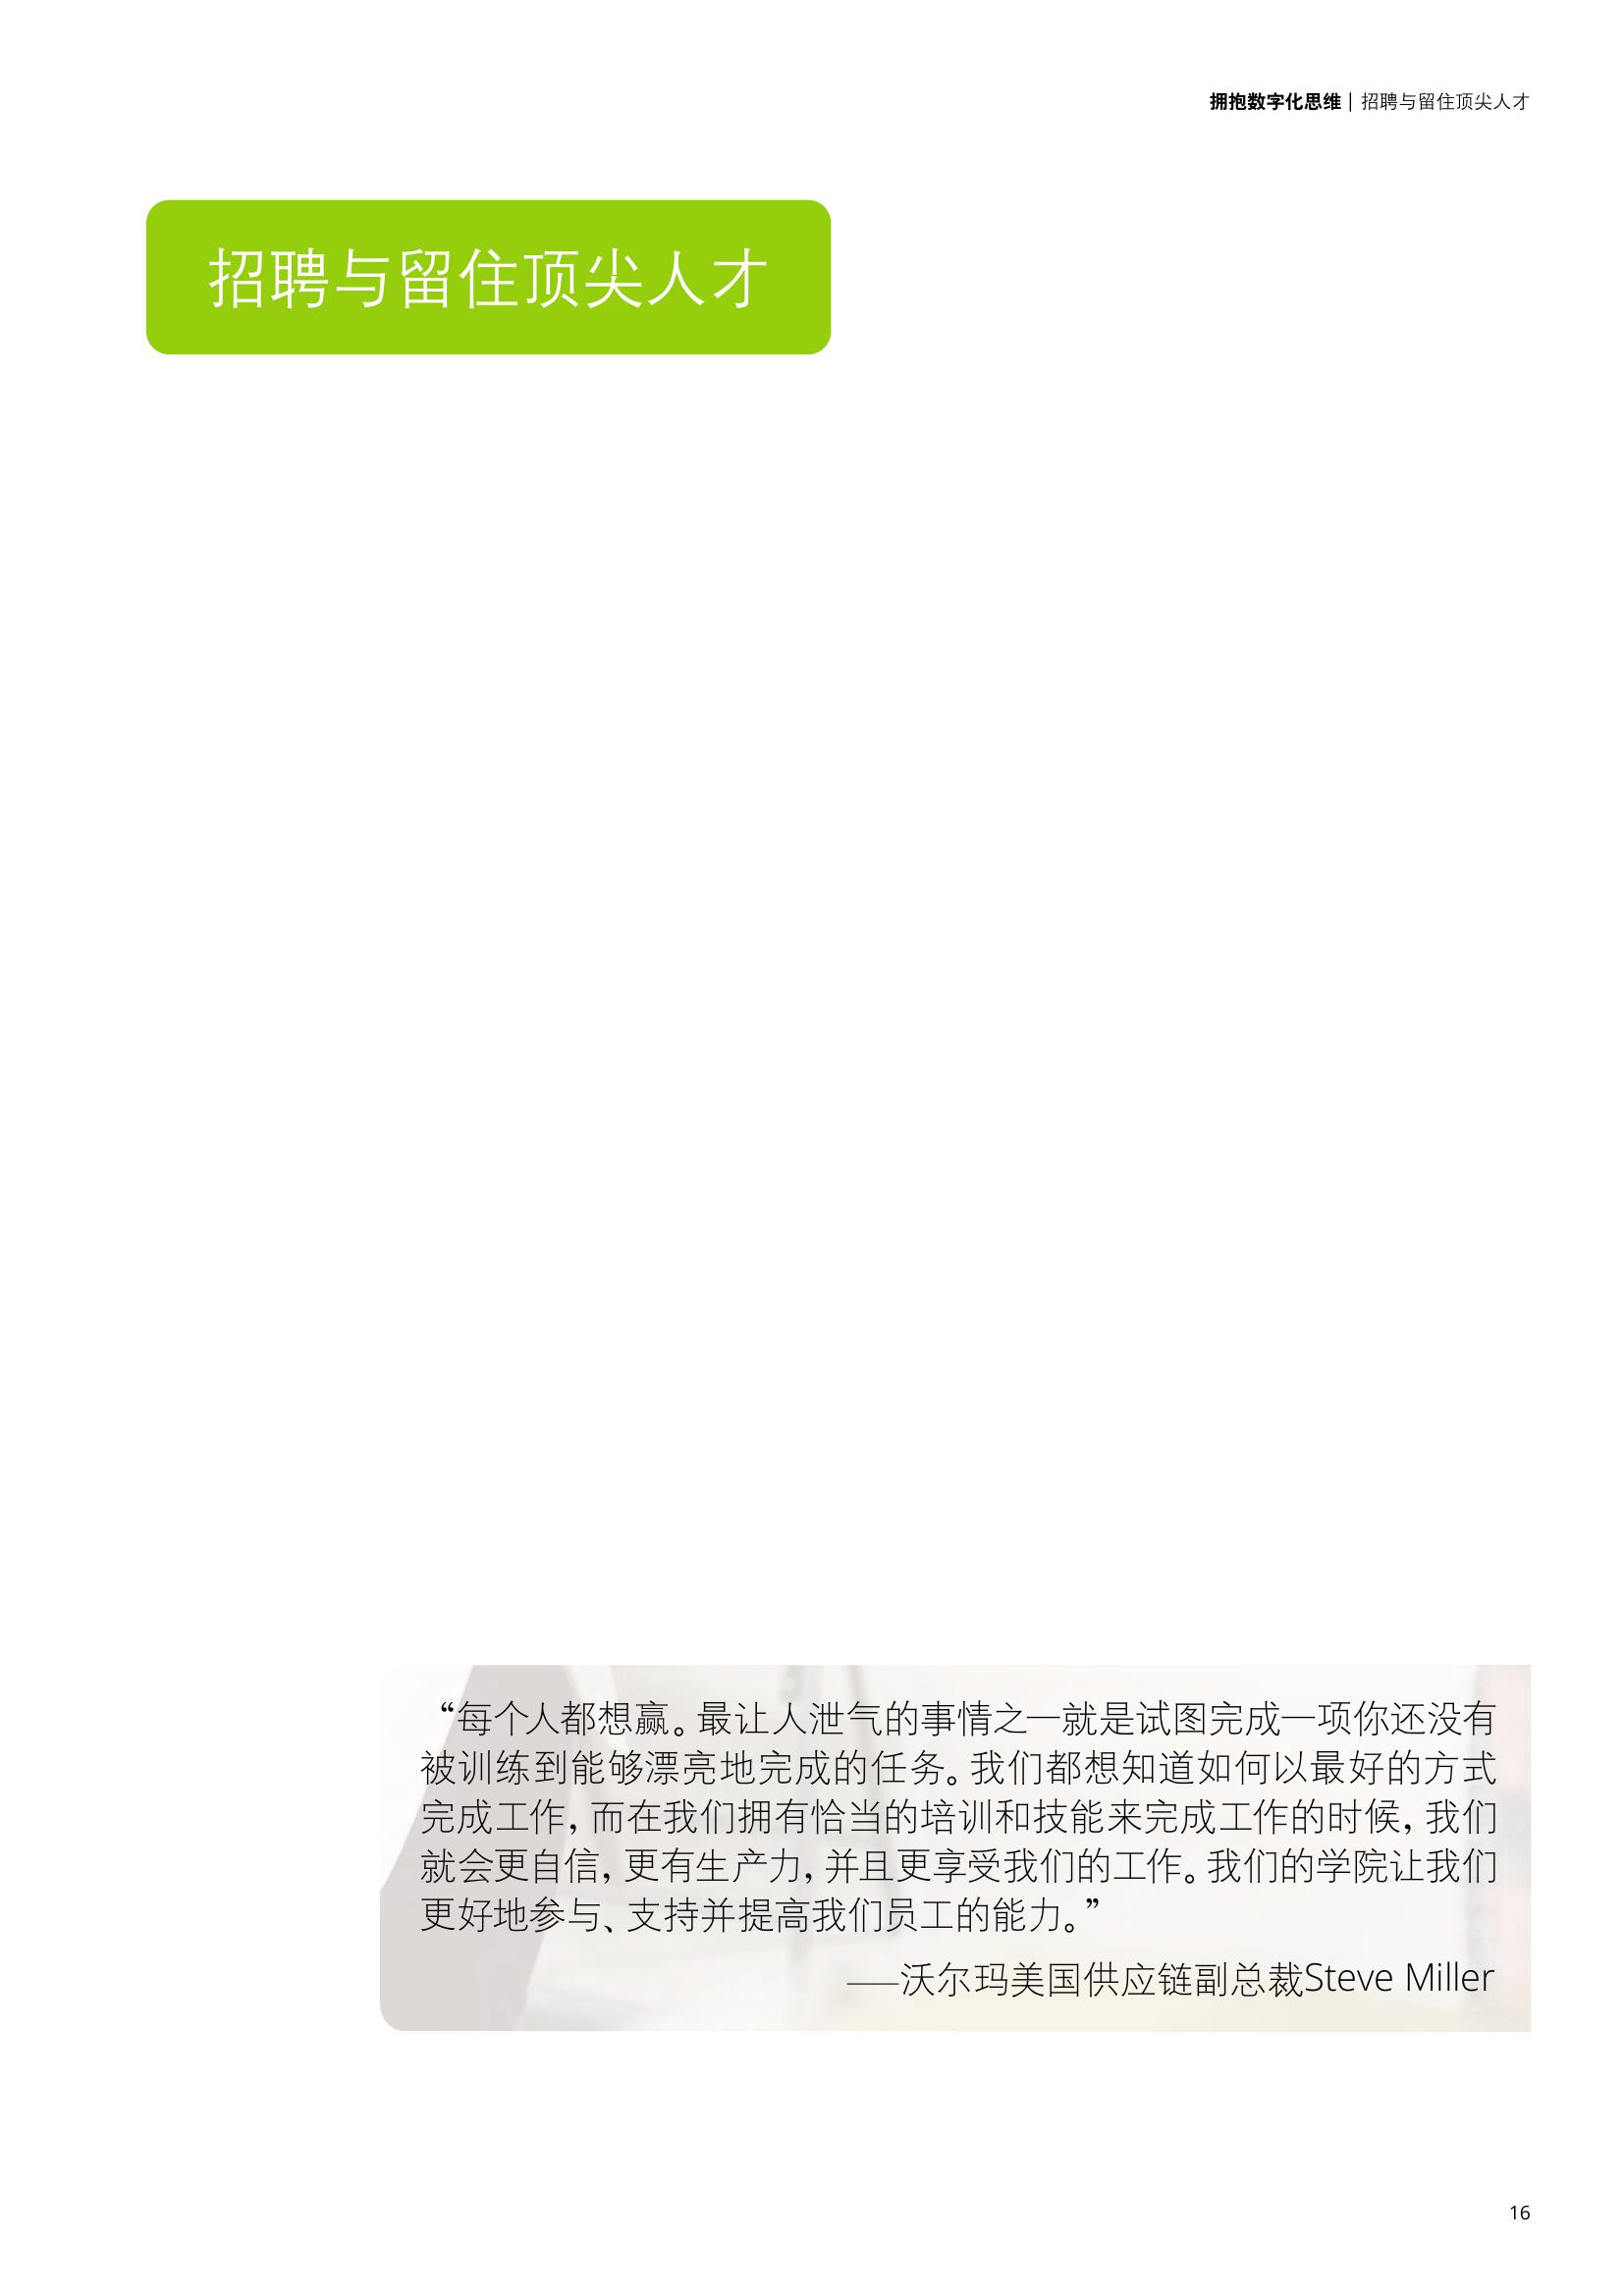 拥抱数字化思维 | 招聘与留住顶尖人才
招聘与留住顶尖人才
“每个人都想赢。最让人泄气的事情之一就是试图完成一项你还没有
被训练到能够漂亮地完成的任务。我们都想知道如何以最好的方式
完成工作，而在我们拥有恰当的培训和技能来完成工作的时候，我们
就会更自信，更有生产力，并且更享受我们的工作。我们的学院让我们
更好地参与、支持并提高我们员工的能力。”
——沃尔玛美国供应链副总裁Steve Miller
16